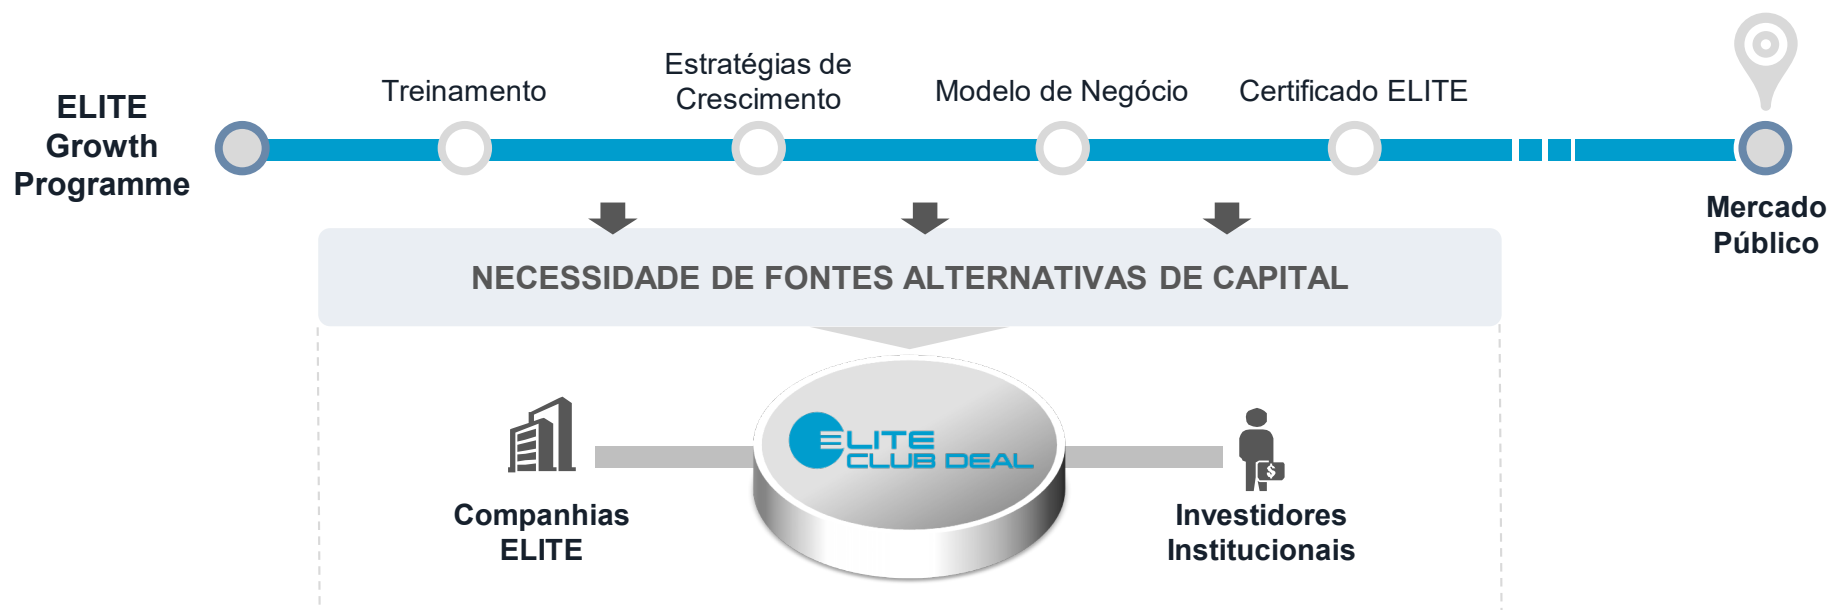 ELITE
Growth
Programme
Treinamento
Estratégias de
Crescimento
Modelo de Negócio
Certificado ELITE
Mercado
Público
NECESSIDADE DE FONTES ALTERNATIVAS DE CAPITAL
ELITE
CLUB DEAL
Companhias
ELITE
$
Investidores
Institucionais